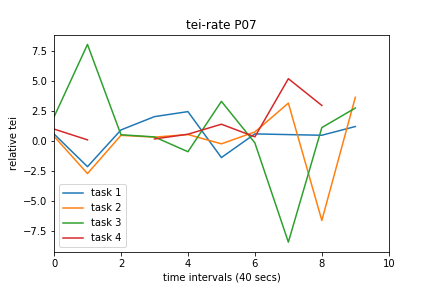 tei-rate P07
relative tei
7.5
5.0
2.5
0.0
−2.5
−5.0
−7.5
task 1
task 2
task 3
task 4
0 2 4 6 8 10
time intervals (40 secs)